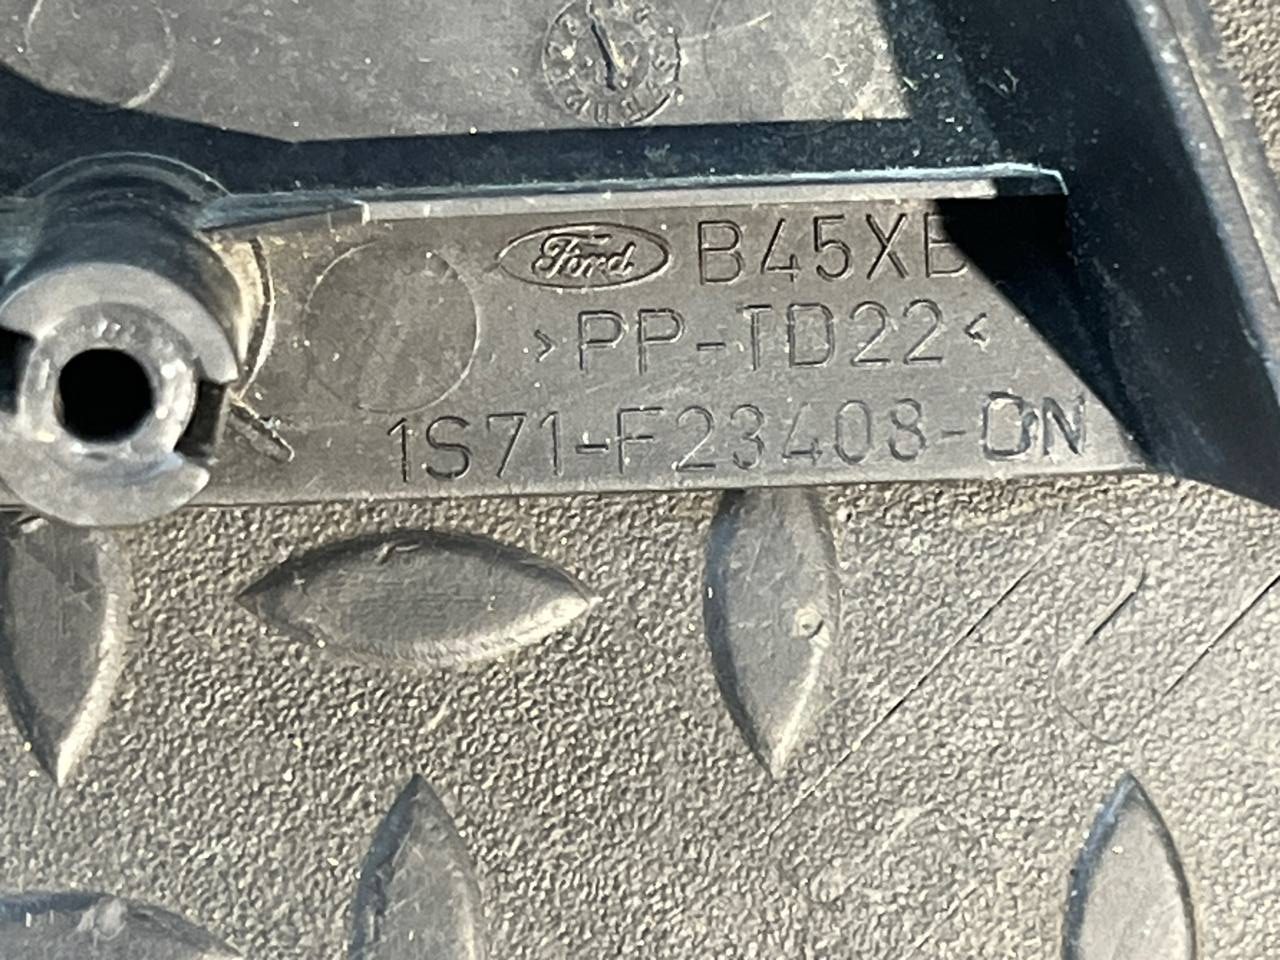 Ford B45XB
>PP-TD22<
1S71-F23408-DN